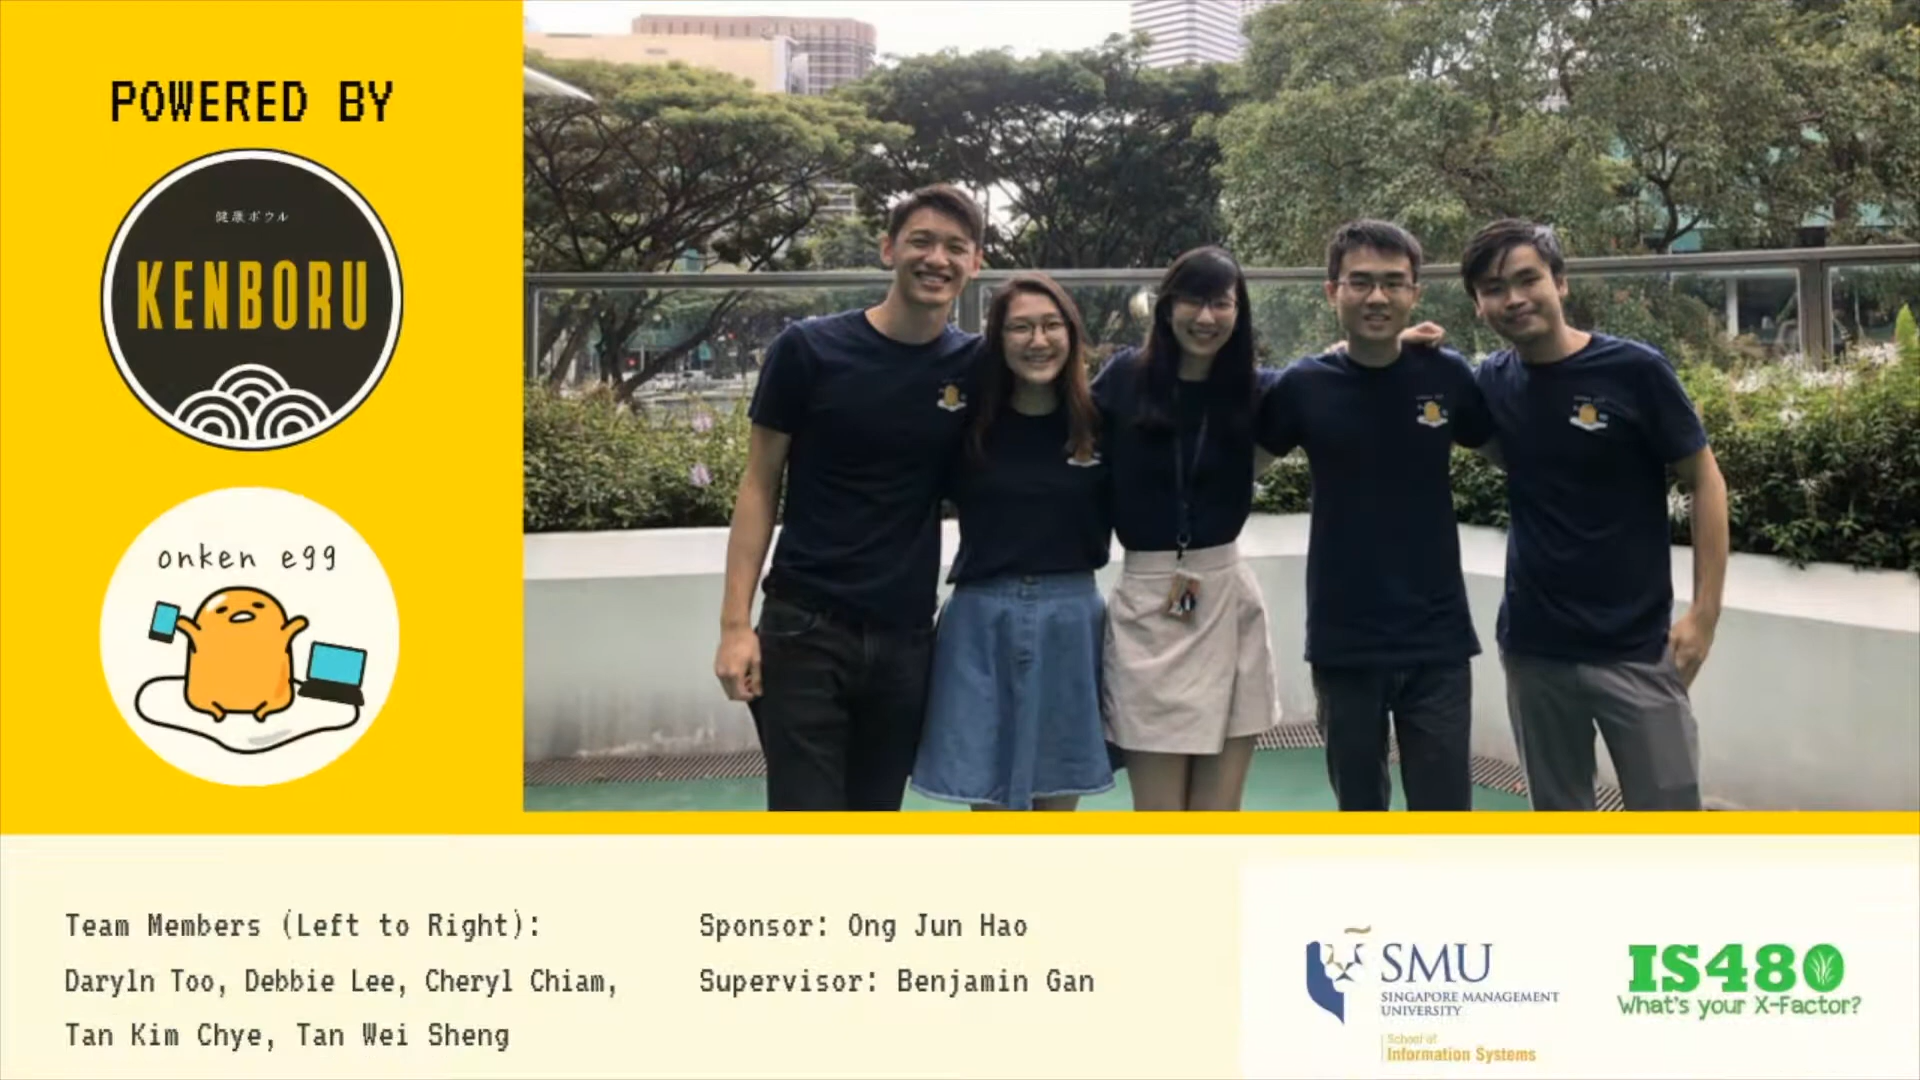 POWERED BY
健康ボウル
KENBORU
onken egg
Team Members (Left to Right):
Daryln Too, Debbie Lee, Cheryl Chiam,
Tan Kim Chye, Tan Wei Sheng
Sponsor: Ong Jun Hao
Supervisor: Benjamin Gan
SMU
SINGAPORE MANAGEMENT
UNIVERSITY
School of
Information Systems
IS480
What's your X-Factor?